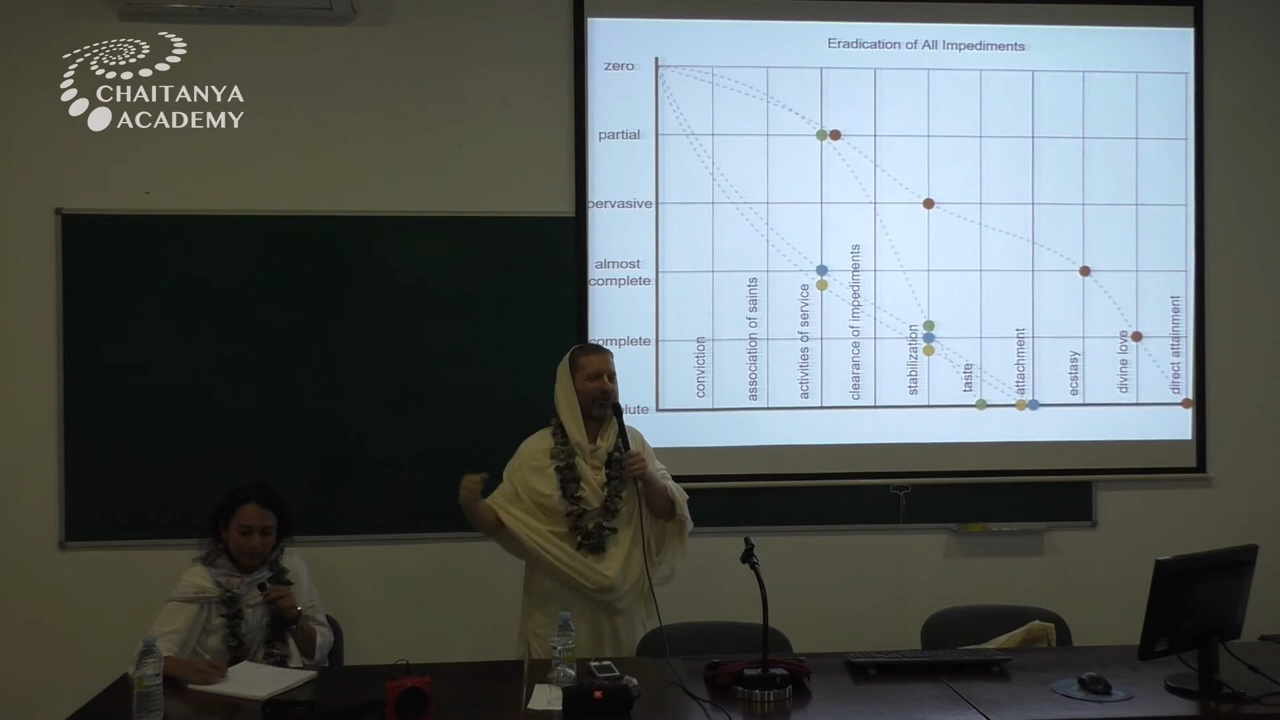 CHAITANYA
ACADEMY
Eradication of All Impediments
zero
partial
pervasive
almost
complete
complete
lute
conviction
association of saints
activities of service
clearance of impediments
stabilization
taste
attachment
ecstasy
divine love
direct attainment